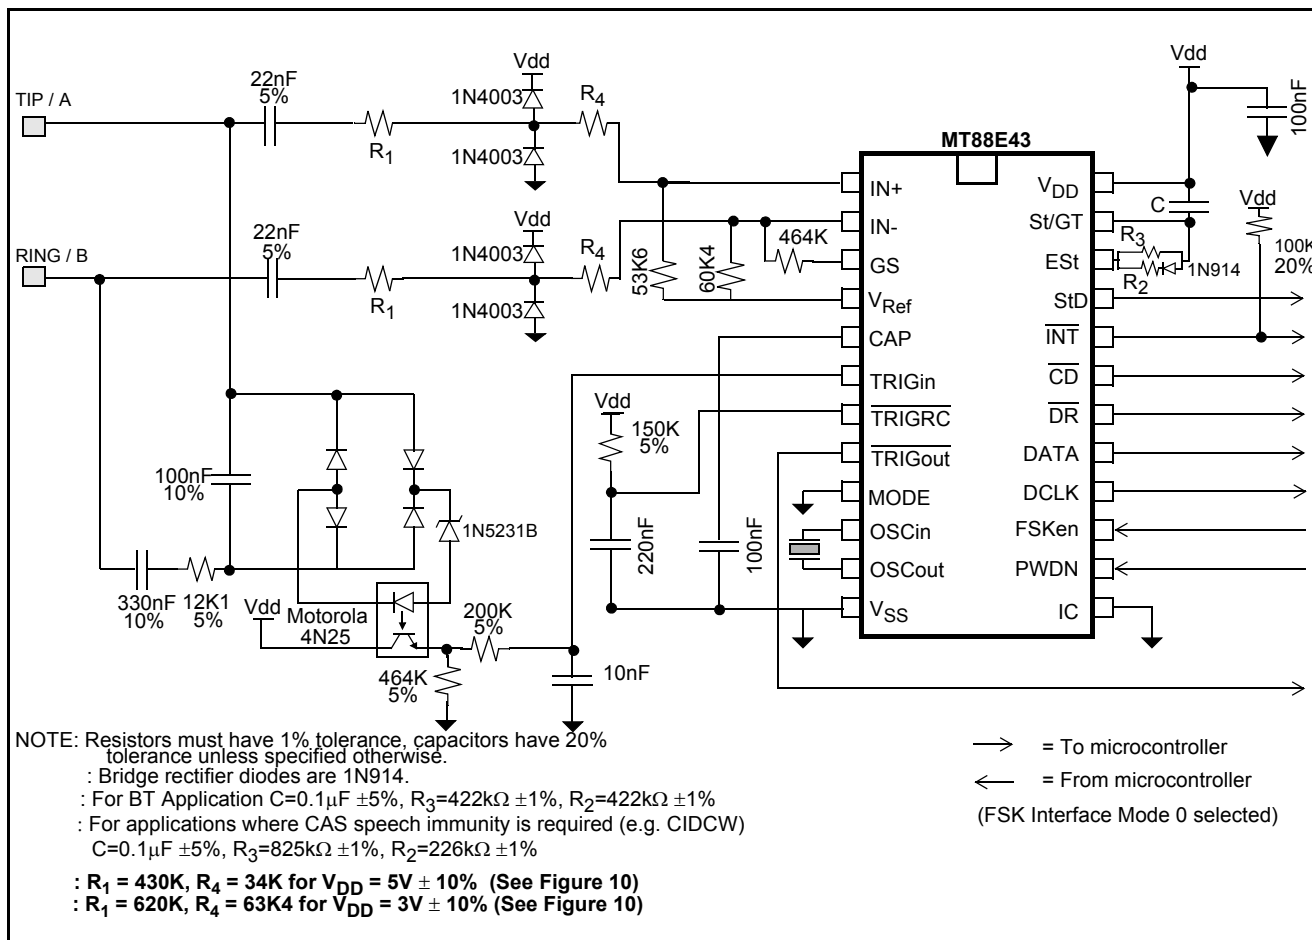 TIP / A
22nF
5%
R1
Vdd
1N4003
1N4003
R4
RING / B
22nF
5%
R1
Vdd
1N4003
1N4003
R4
53K6
60K4
464K
MT88E43
IN+
IN-
GS
VRef
CAP
TRIGin
TRIGRC
TRIGout
MODE
OSCin
OSCout
VSS
VDD
St/GT
ESt
StD
INT
CD
DR
DATA
DCLK
FSKen
PWDN
IC
Vdd
100nF
C
R3
R2
1N914
Vdd
100K
20%
Vdd
150K
5%
220nF
100nF
100nF
10%
1N5231B
330nF
10%
12K1
5%
Vdd
Motorola
4N25
200K
5%
464K
5%
10nF
NOTE: Resistors must have 1% tolerance, capacitors have 20%
tolerance unless specified otherwise.
: Bridge rectifier diodes are 1N914.
: For BT Application C=0.1μF ±5%, R3=422kΩ ±1%, R2=422kΩ ±1%
: For applications where CAS speech immunity is required (e.g. CIDCW)
C=0.1μF ±5%, R3=825kΩ ±1%, R2=226kΩ ±1%
: R1 = 430K, R4 = 34K for VDD = 5V ± 10% (See Figure 10)
: R1 = 620K, R4 = 63K4 for VDD = 3V ± 10% (See Figure 10)
= To microcontroller
= From microcontroller
(FSK Interface Mode 0 selected)